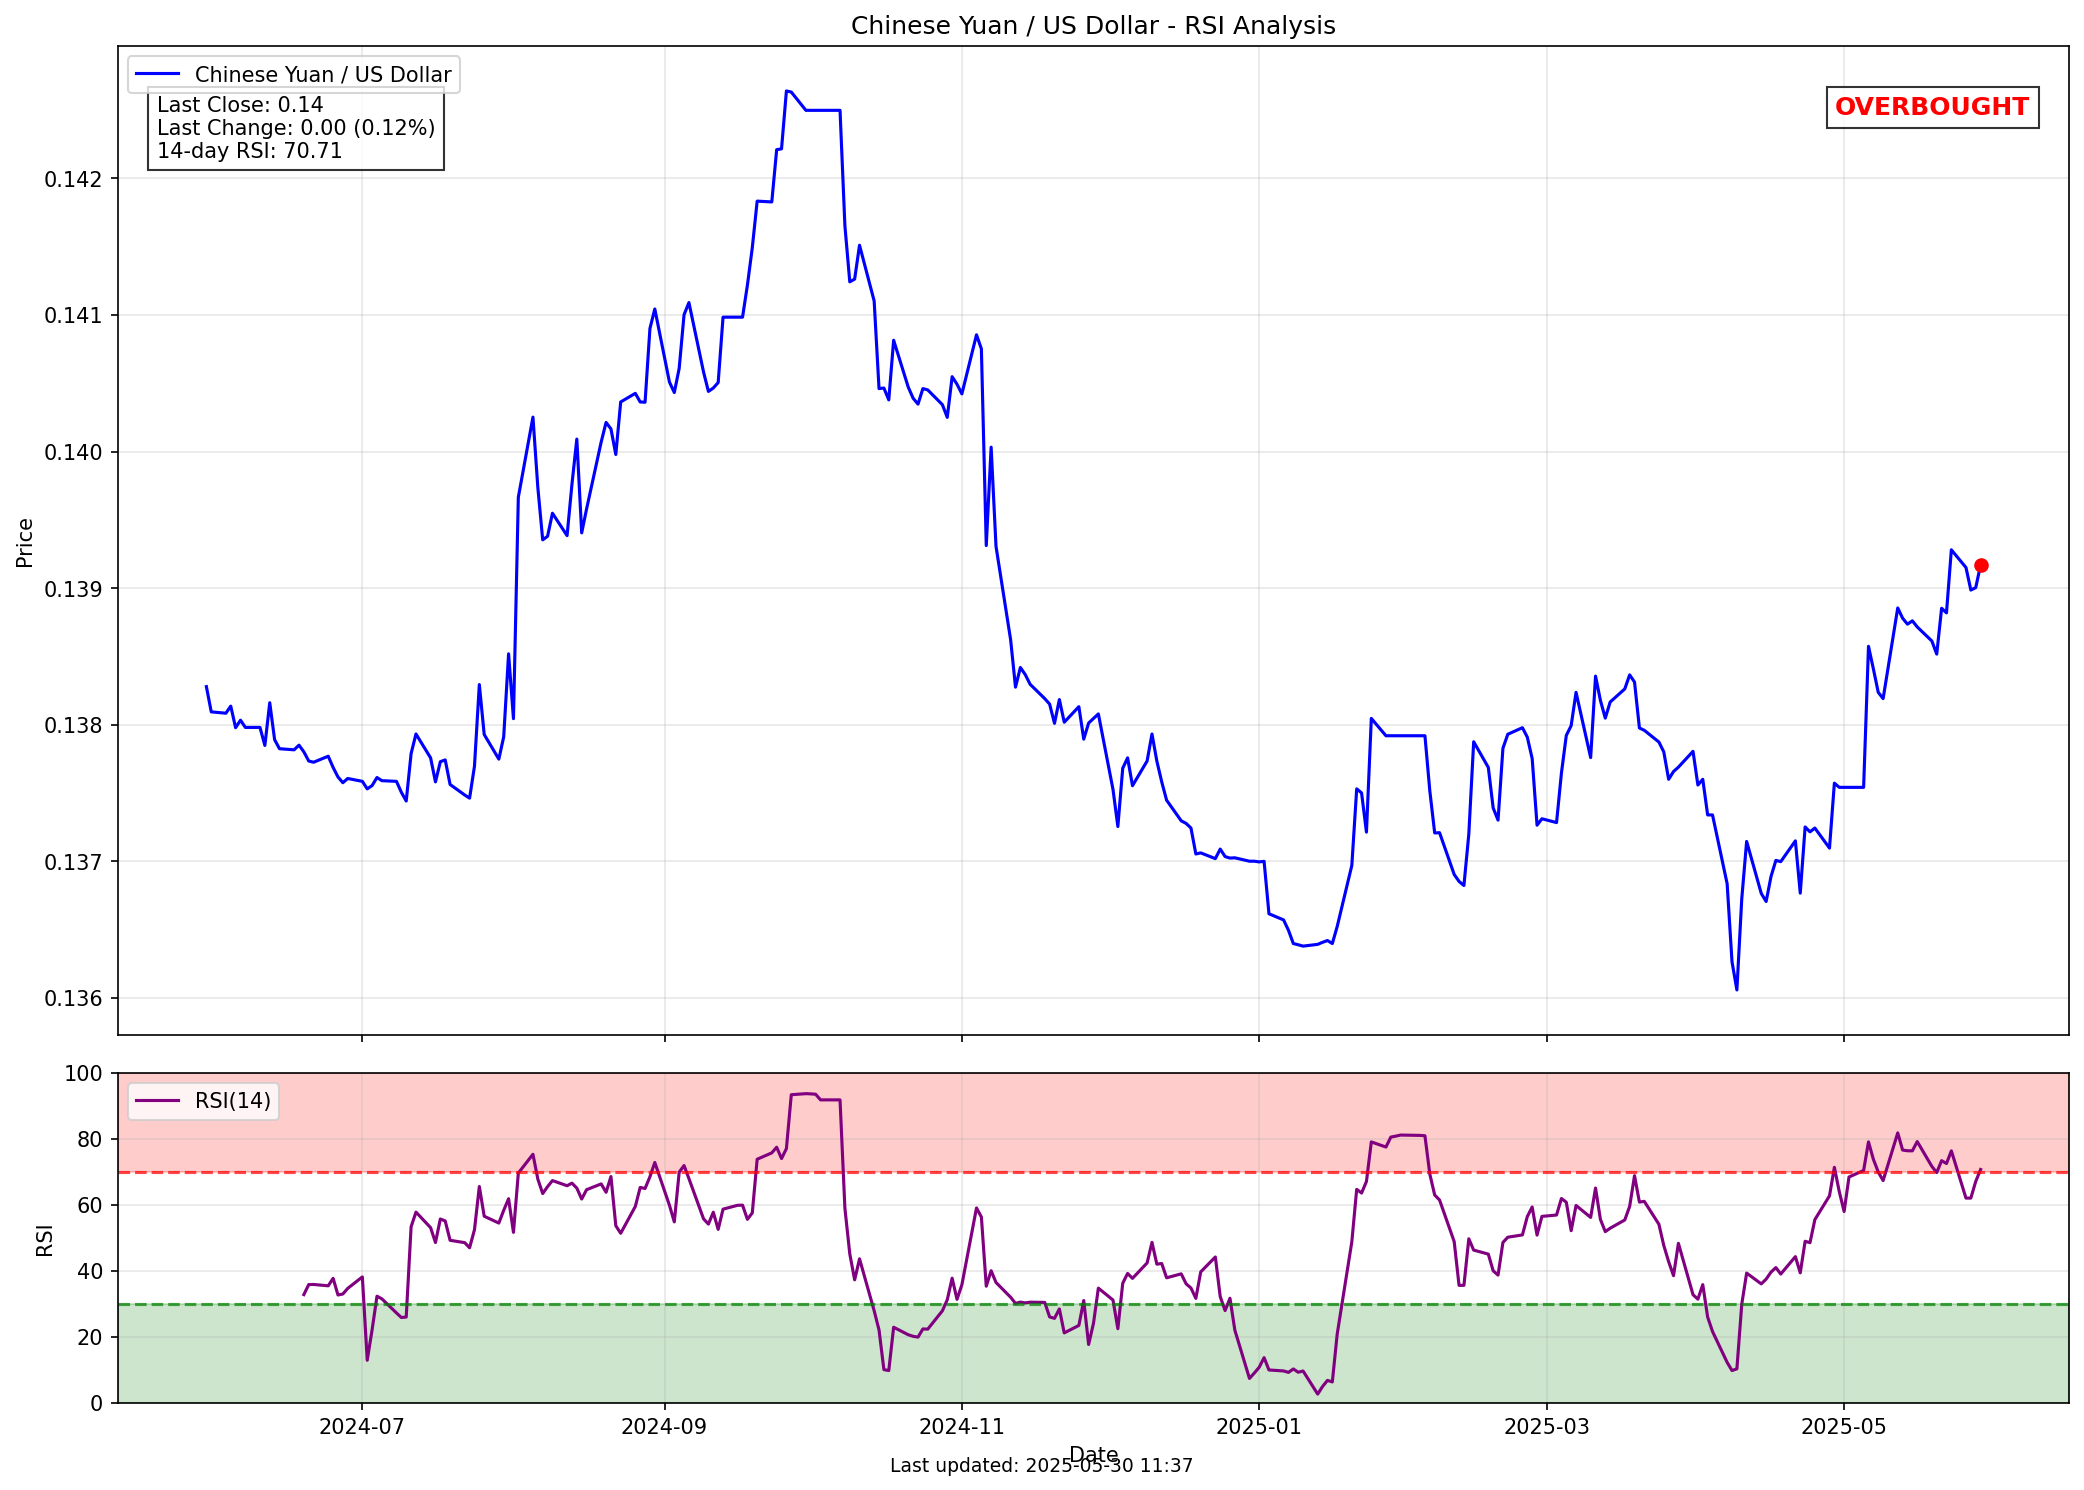 Chinese Yuan / US Dollar - RSI Analysis
Chinese Yuan / US Dollar
Last Close: 0.14
Last Change: 0.00 (0.12%)
14-day RSI: 70.71
OVERBOUGHT
Price
0.142
0.141
0.140
0.139
0.138
0.137
0.136
RSI(14)
RSI
100
80
60
40
20
0
2024-07 2024-09 2024-11 2025-01 2025-03 2025-05
Date
Last updated: 2025-05-30 11:37